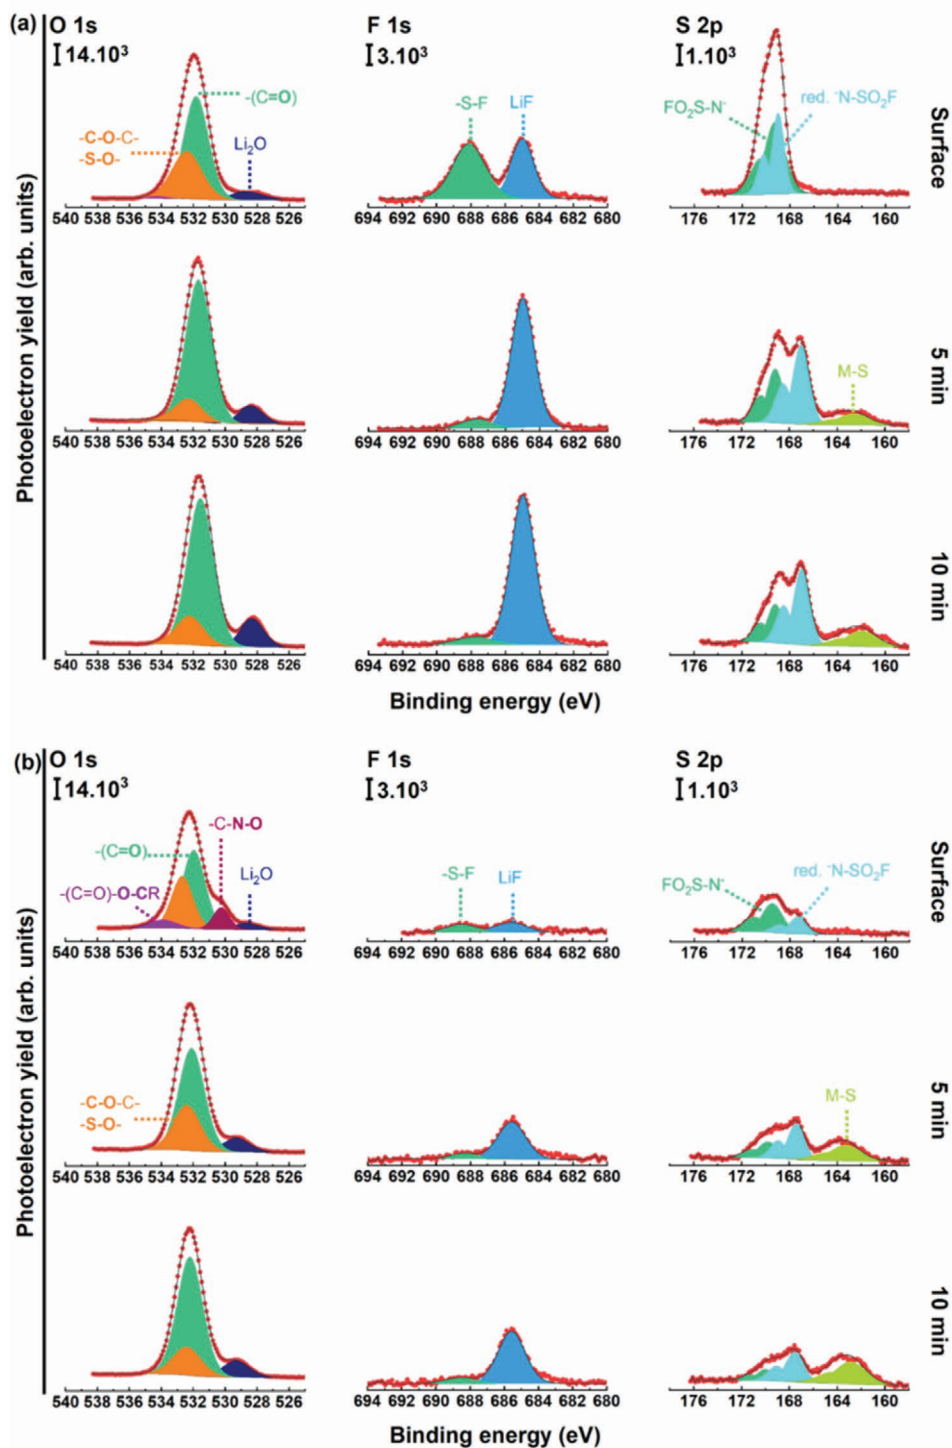 (a)
O 1s
F 1s
S 2p
14.10³
3.10³
1.10³
-(C=O)
-C-O-C-
-S-O-
Li₂O
-S-F
LiF
FO₂S-N⁻
red. ⁻N-SO₂F
Surface
540 538 536 534 532 530 528 526
694 692 690 688 686 684 682 680
176 172 168 164 160
M-S
5 min
540 538 536 534 532 530 528 526
694 692 690 688 686 684 682 680
176 172 168 164 160
10 min
540 538 536 534 532 530 528 526
694 692 690 688 686 684 682 680
176 172 168 164 160
Photoelectron yield (arb. units)
Binding energy (eV)
(b)
O 1s
F 1s
S 2p
14.10³
3.10³
1.10³
-C-N-O
-(C=O)
-(C=O)-O-CR
Li₂O
-S-F
LiF
FO₂S-N⁻
red. ⁻N-SO₂F
Surface
540 538 536 534 532 530 528 526
694 692 690 688 686 684 682 680
176 172 168 164 160
-C-O-C-
-S-O-
M-S
5 min
540 538 536 534 532 530 528 526
694 692 690 688 686 684 682 680
176 172 168 164 160
10 min
540 538 536 534 532 530 528 526
694 692 690 688 686 684 682 680
176 172 168 164 160
Photoelectron yield (arb. units)
Binding energy (eV)